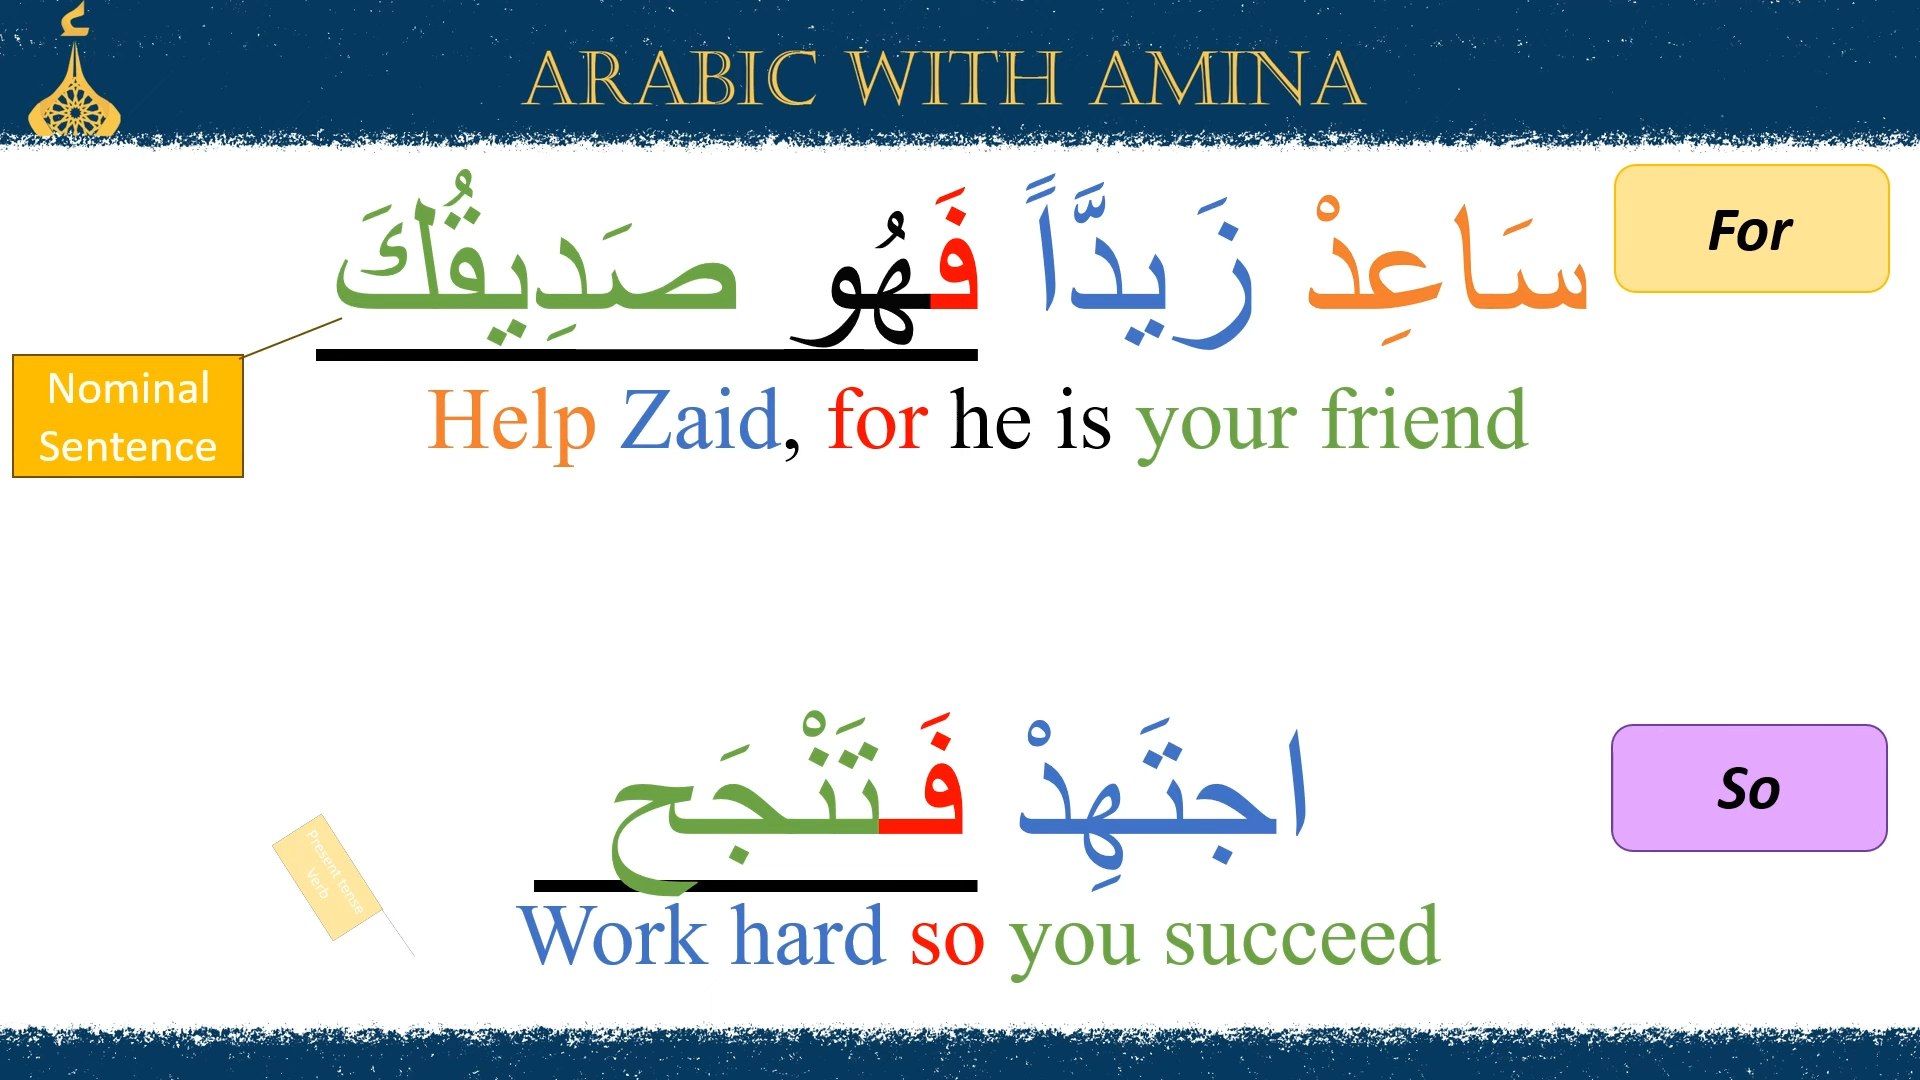 ARABIC WITH AMINA
For
سَاعِدْ زَيدَّاً فَهُو صَدِيقُكَ
Nominal
Sentence
Help Zaid, for he is your friend
So
اجتَهِدْ فَتَنْجَح
Present tense
Verb
Work hard so you succeed